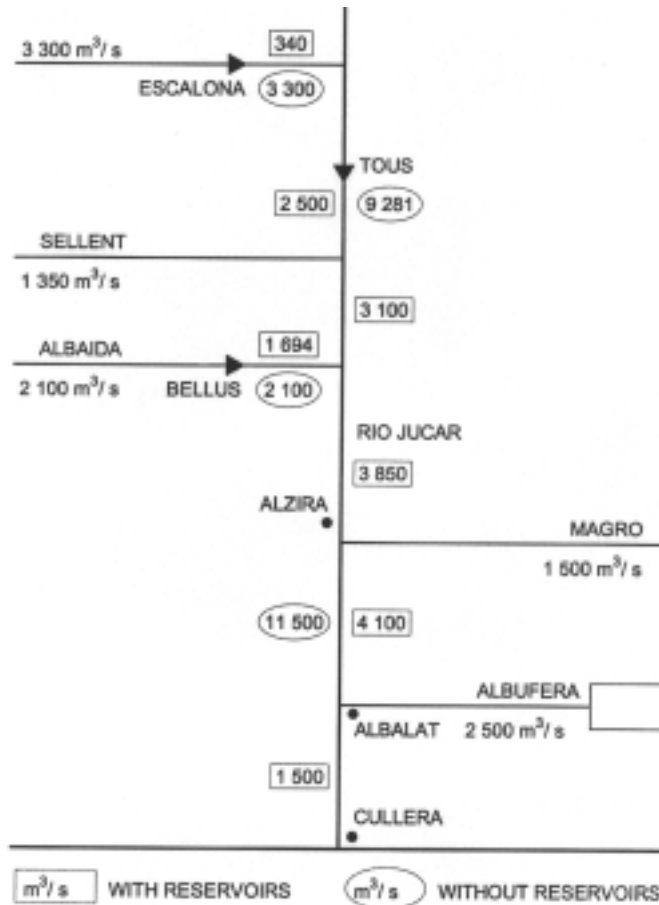 3 300 m³/s
340
ESCALONA
3 300
TOUS
2 500
9 281
SELLENT
1 350 m³/s
3 100
ALBAIDA
1 694
2 100 m³/s
BELLUS
2 100
RIO JUCAR
3 850
ALZIRA
MAGRO
1 500 m³/s
11 500
4 100
ALBUFERA
ALBALAT
2 500 m³/s
1 500
CULLERA
m³/s WITH RESERVOIRS
m³/s WITHOUT RESERVOIRS